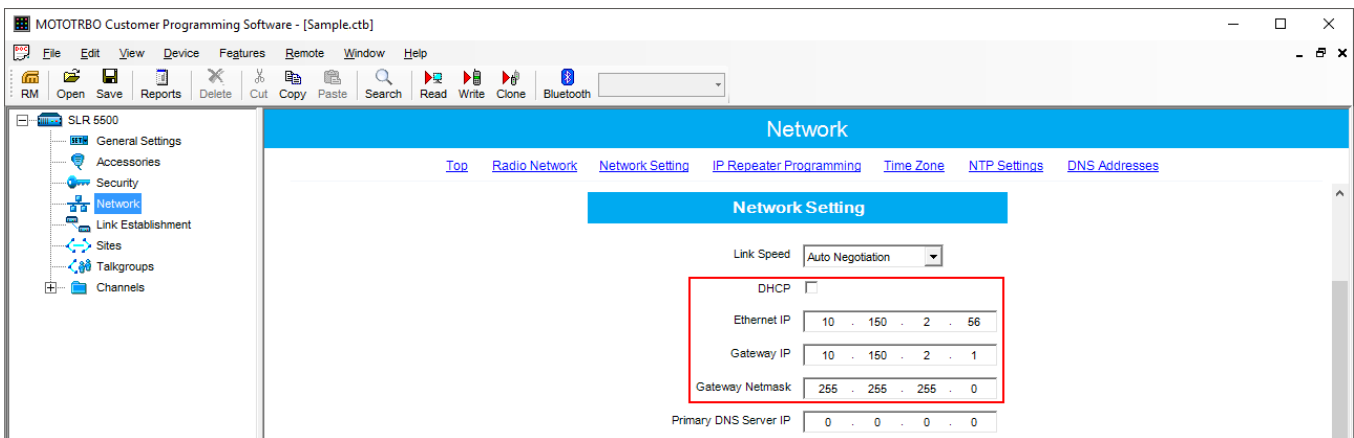 MOTOTRBO Customer Programming Software - [Sample.ctb]
File Edit View Device Features Remote Window Help
RM Open Save Reports Delete Cut Copy Paste Search Read Write Clone Bluetooth
SLR 5500
General Settings
Accessories
Security
Network
Link Establishment
Sites
Talkgroups
Channels
Network
Top Radio Network Network Setting IP Repeater Programming Time Zone NTP Settings DNS Addresses
Network Setting
Link Speed Auto Negotiation
DHCP
Ethernet IP 10 . 150 . 2 . 56
Gateway IP 10 . 150 . 2 . 1
Gateway Netmask 255 . 255 . 255 . 0
Primary DNS Server IP 0 . 0 . 0 . 0